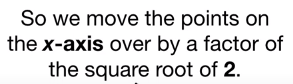 So we move the points on
the x-axis over by a factor of
the square root of 2.